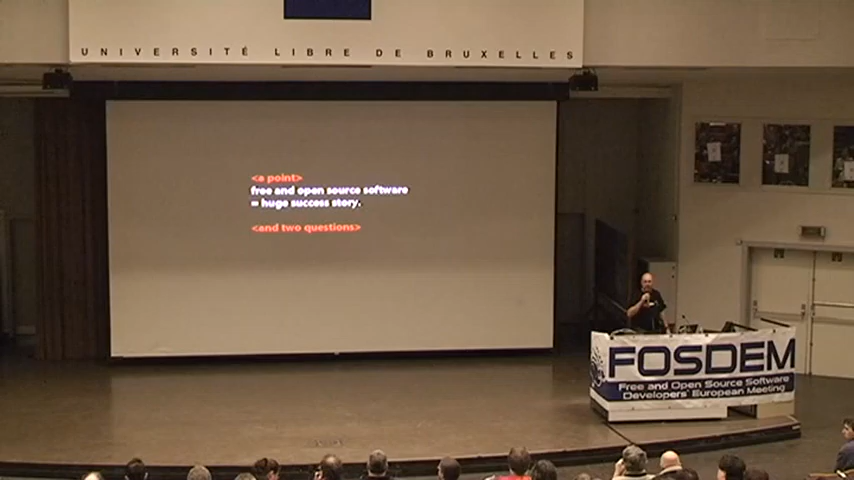 UNIVERSITÉ LIBRE DE BRUXELLES
<a point>
free and open source software
= huge success story.
<and two questions>
FOSDEM
Free and Open Source Software
Developers' European Meeting